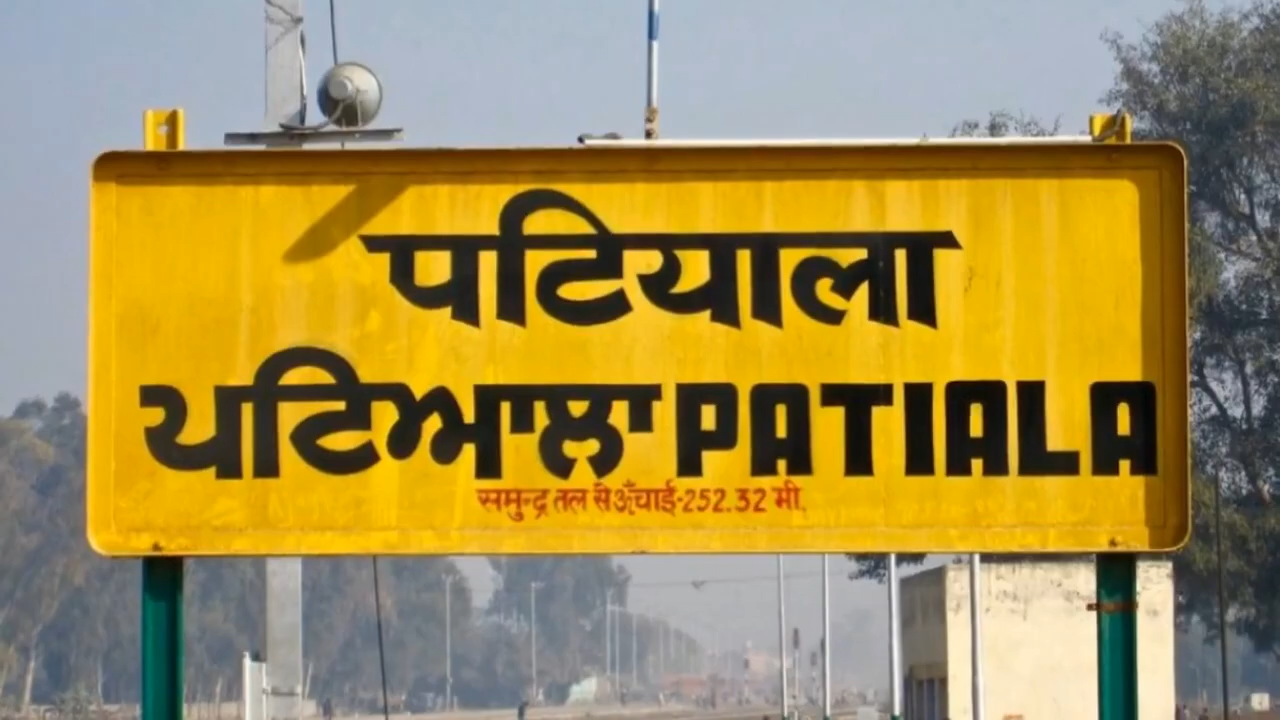 पटियाला
ਪਟਿਆਲਾ PATIALA
समुन्द्र तल से ऊँचाई-252.32 मी.